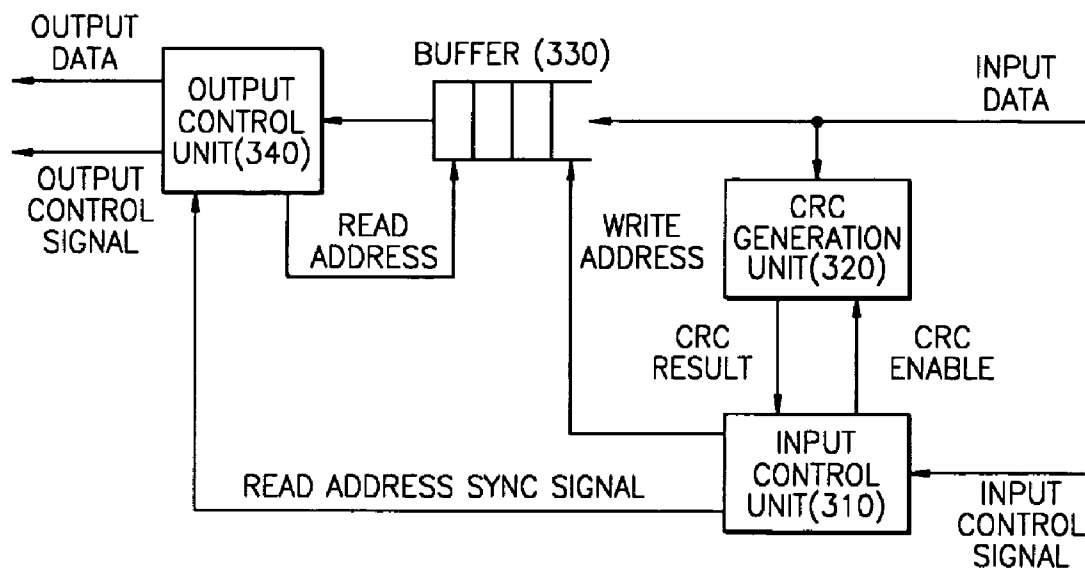 OUTPUT
DATA
OUTPUT
CONTROL
UNIT(340)
BUFFER (330)
INPUT
DATA
OUTPUT
CONTROL
SIGNAL
READ
ADDRESS
WRITE
ADDRESS
CRC
GENERATION
UNIT(320)
CRC
RESULT
CRC
ENABLE
READ ADDRESS SYNC SIGNAL
INPUT
CONTROL
UNIT(310)
INPUT
CONTROL
SIGNAL